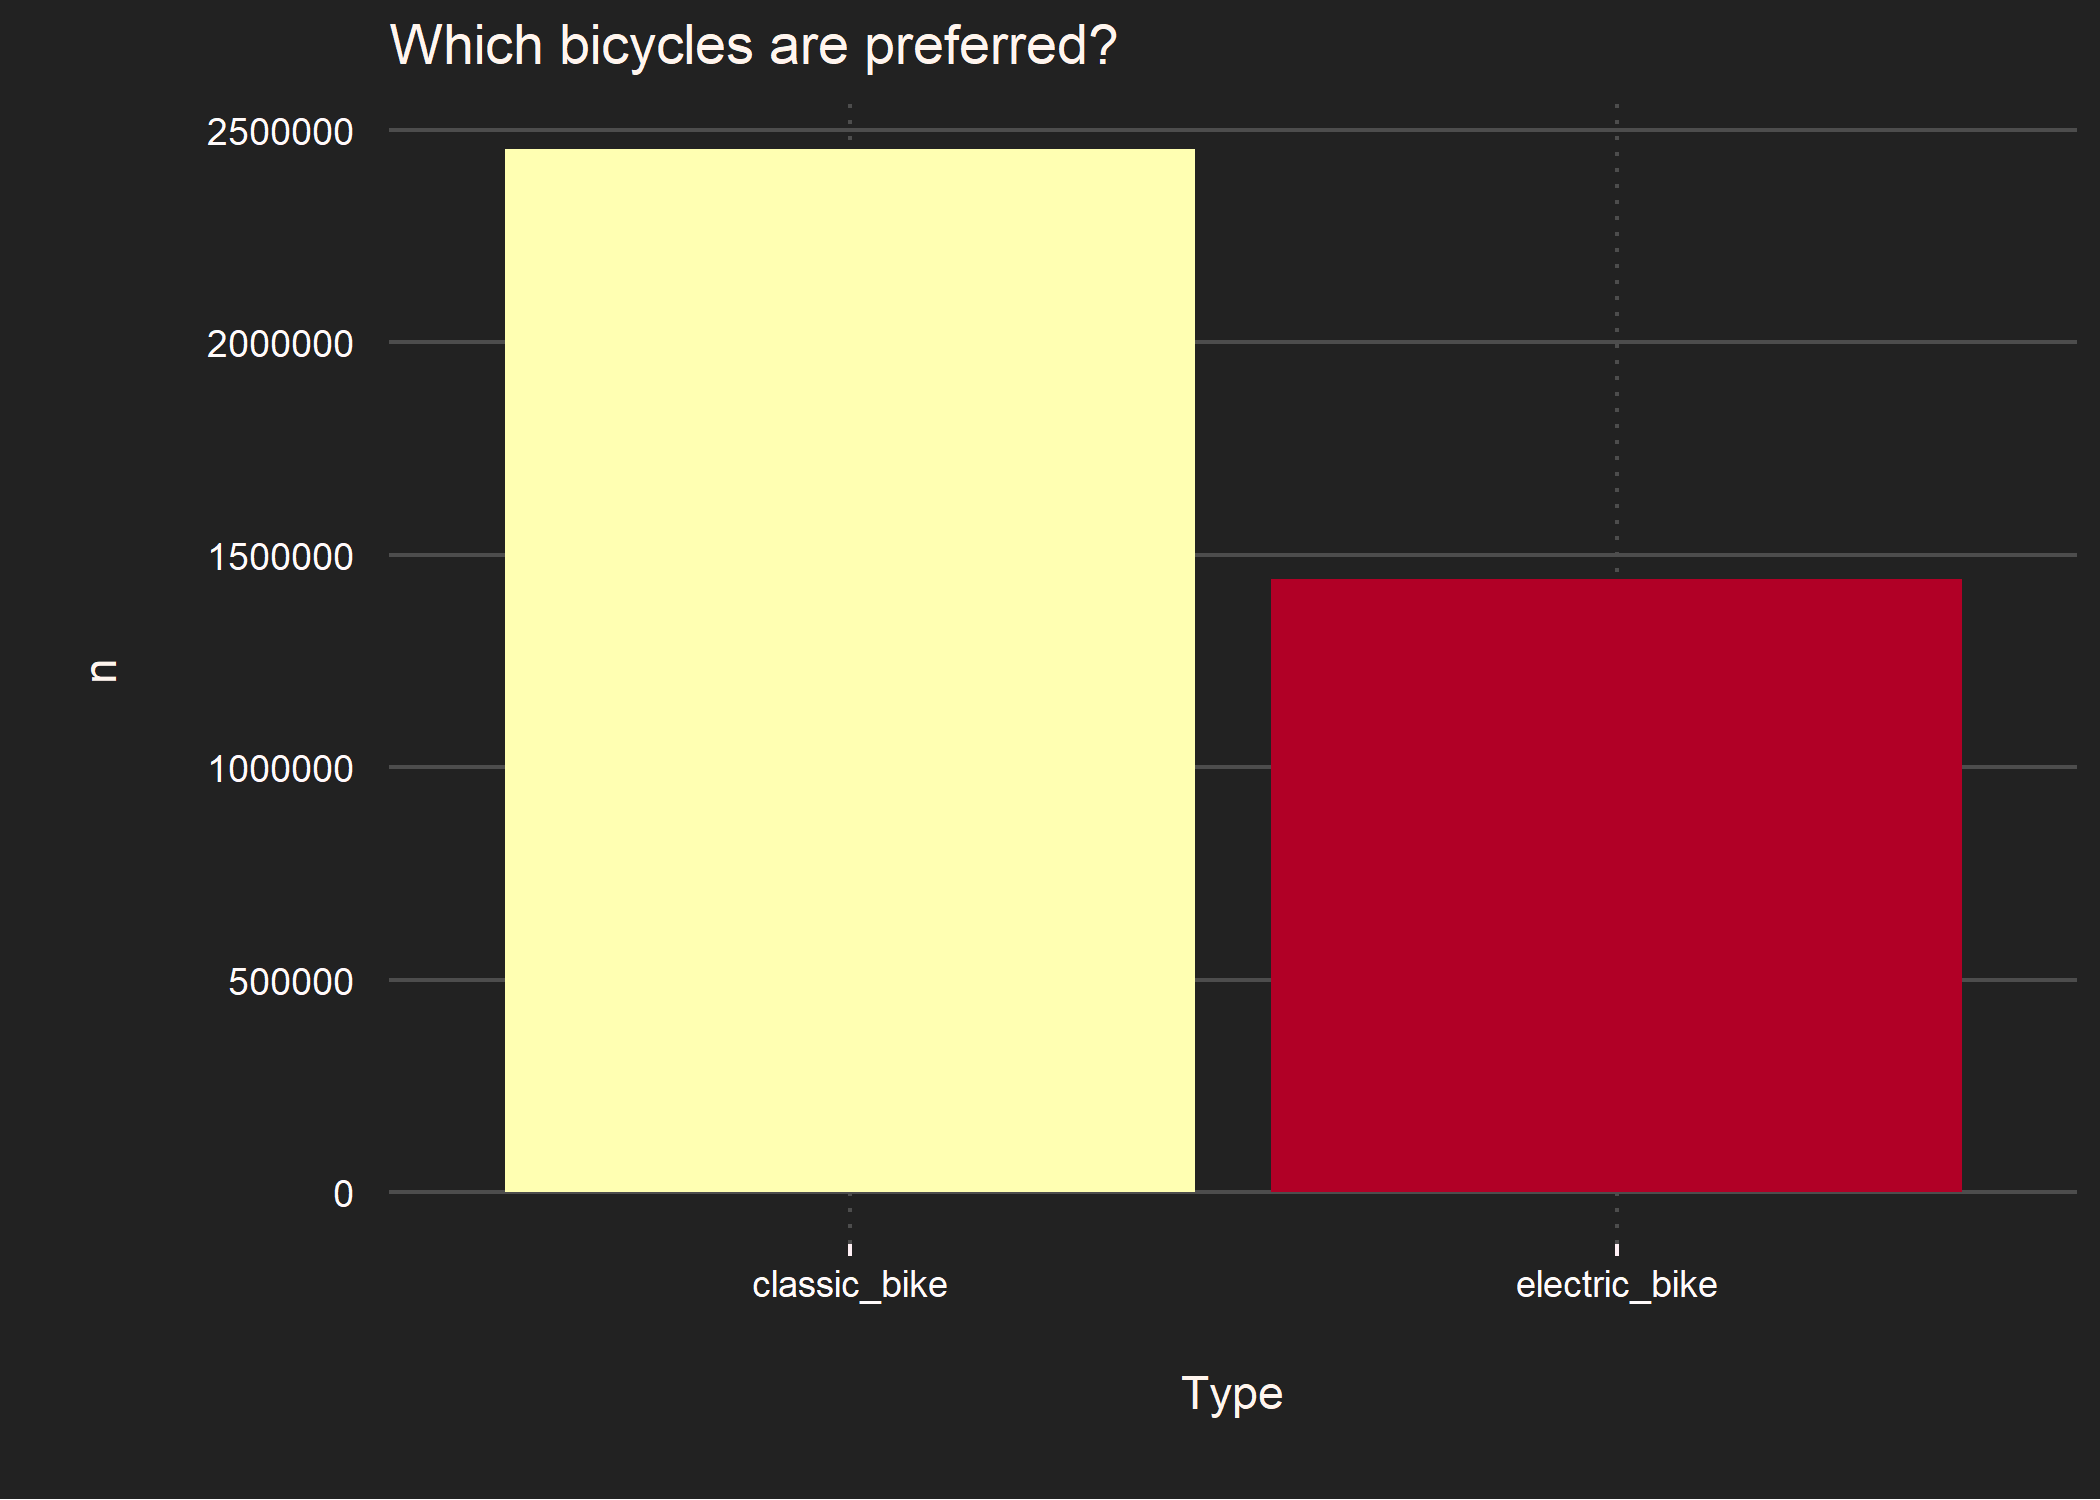 Which bicycles are preferred?
2500000
2000000
1500000
1000000
500000
0
n
classic_bike
electric_bike
Type